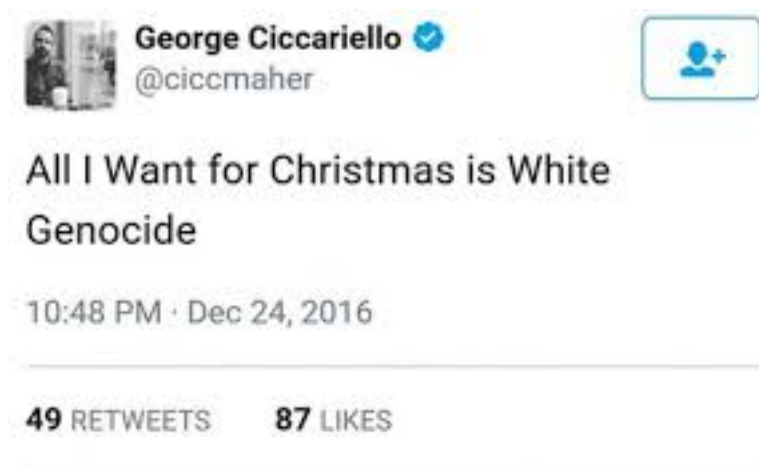 George Ciccariello
@ciccmaher
All I Want for Christmas is White
Genocide
10:48 PM · Dec 24, 2016
49 RETWEETS 87 LIKES